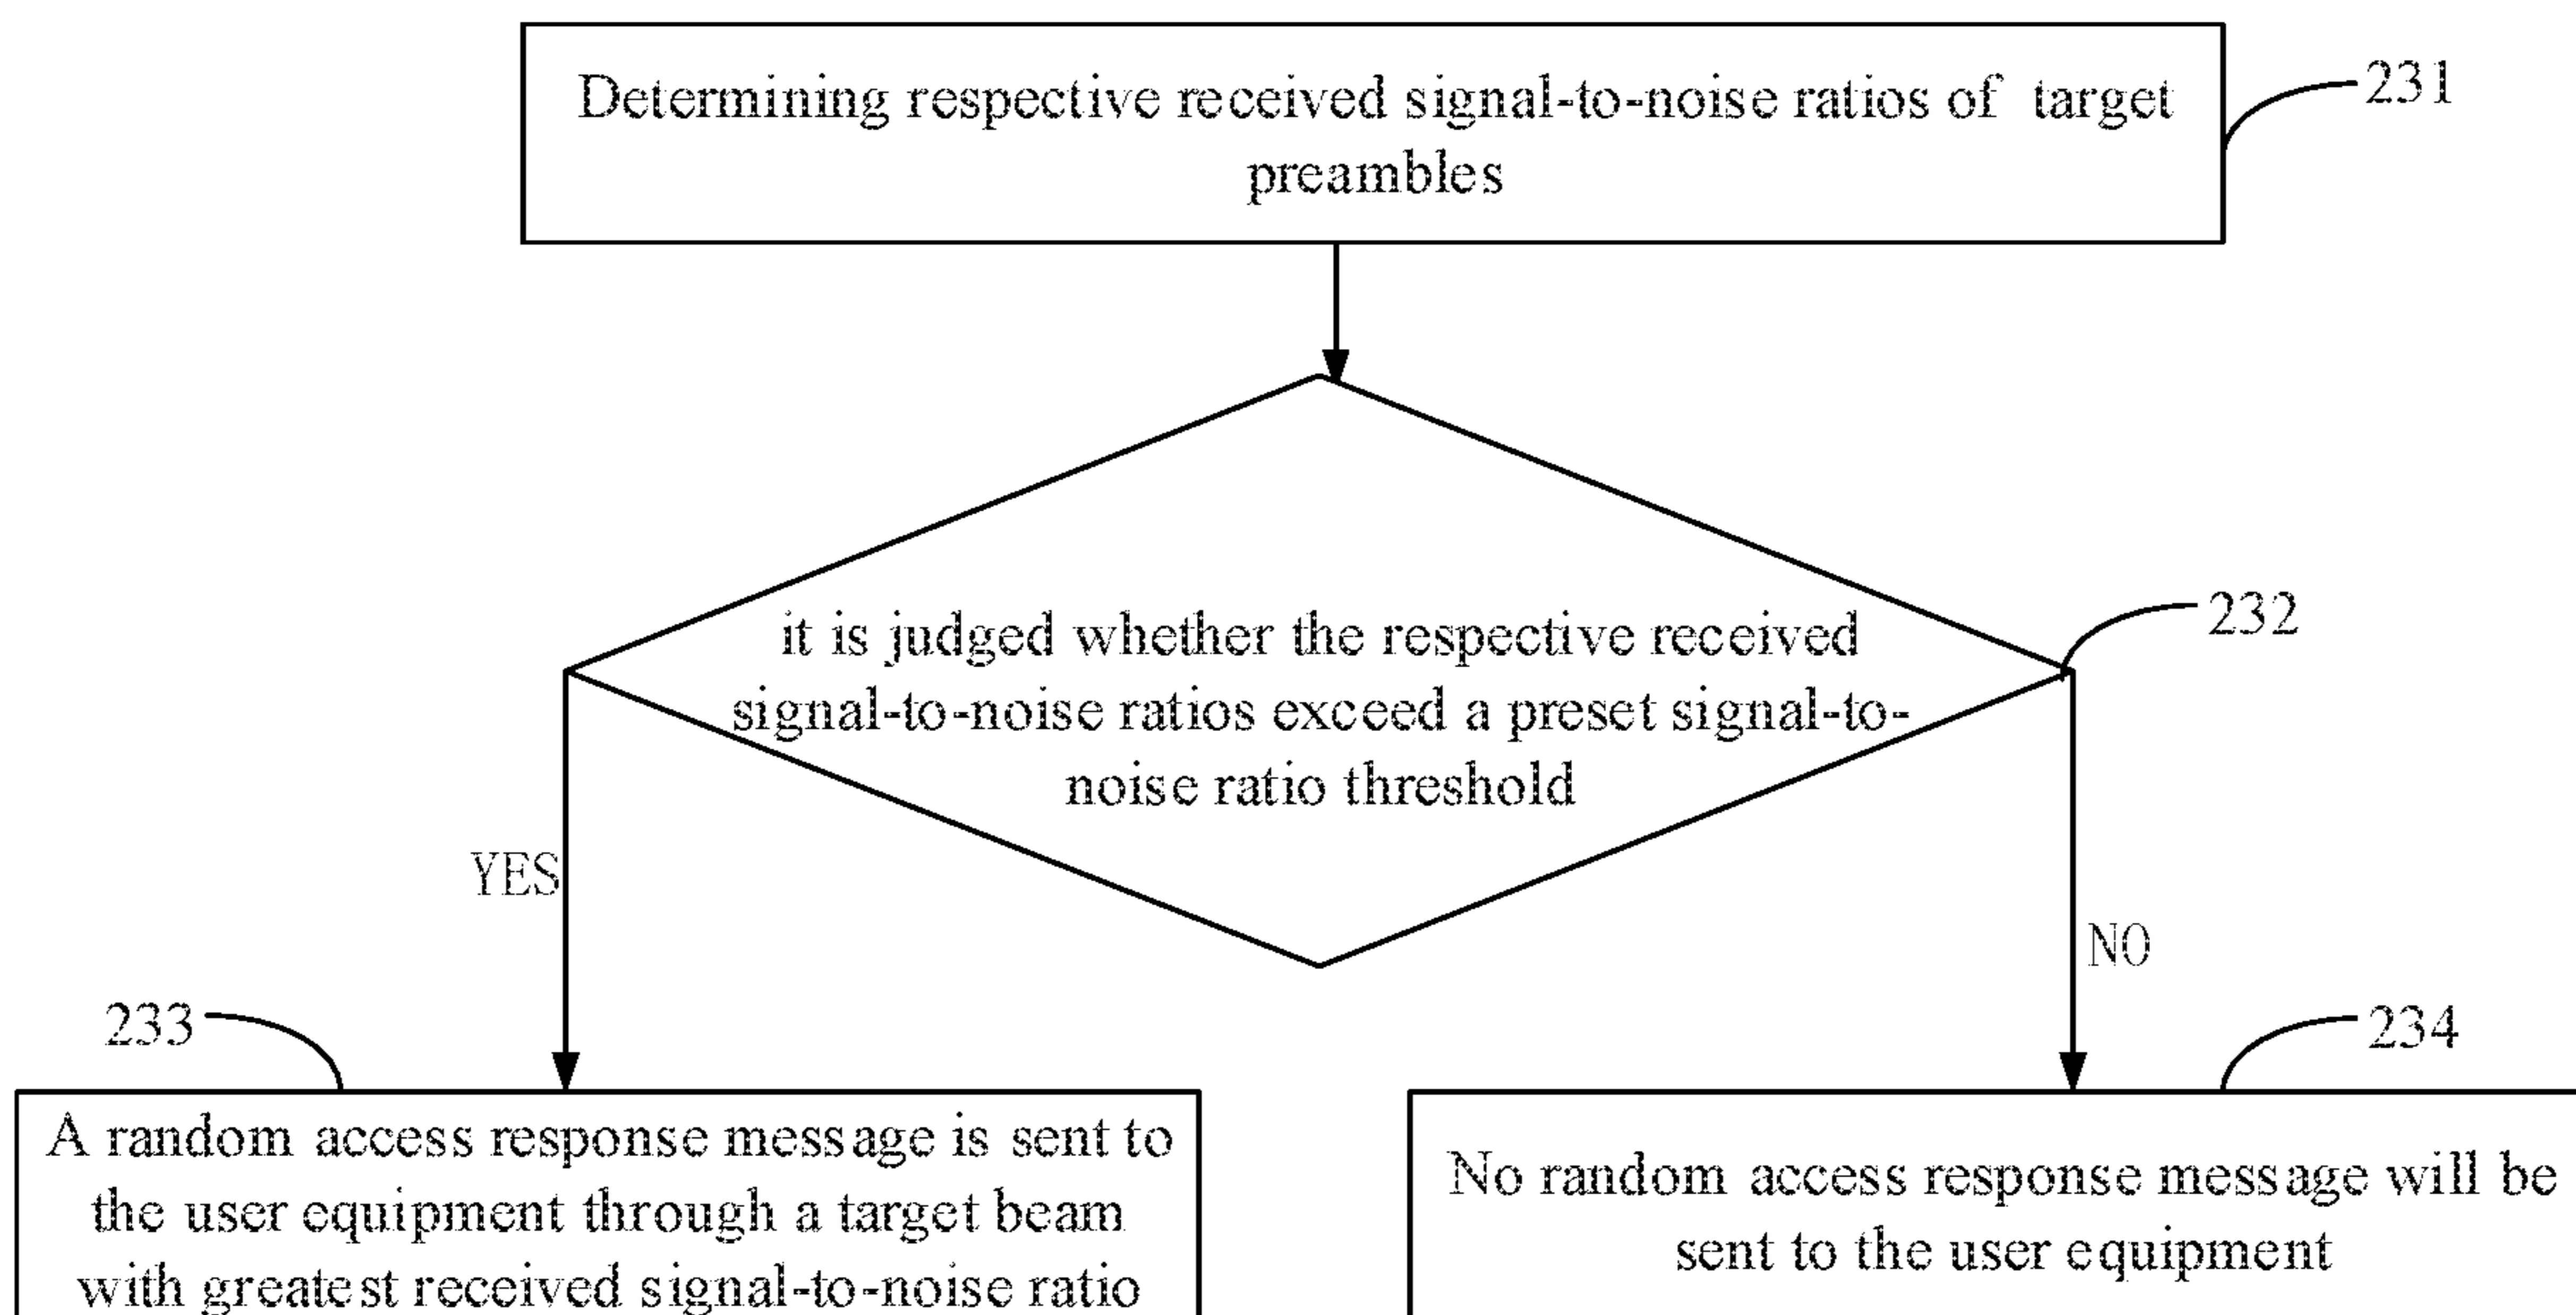 Determining respective received signal-to-noise ratios of target
preambles
231
it is judged whether the respective received
signal-to-noise ratios exceed a preset signal-to-
noise ratio threshold
232
YES
NO
233
234
A random access response message is sent to
the user equipment through a target beam
with greatest received signal-to-noise ratio
No random access response message will be
sent to the user equipment